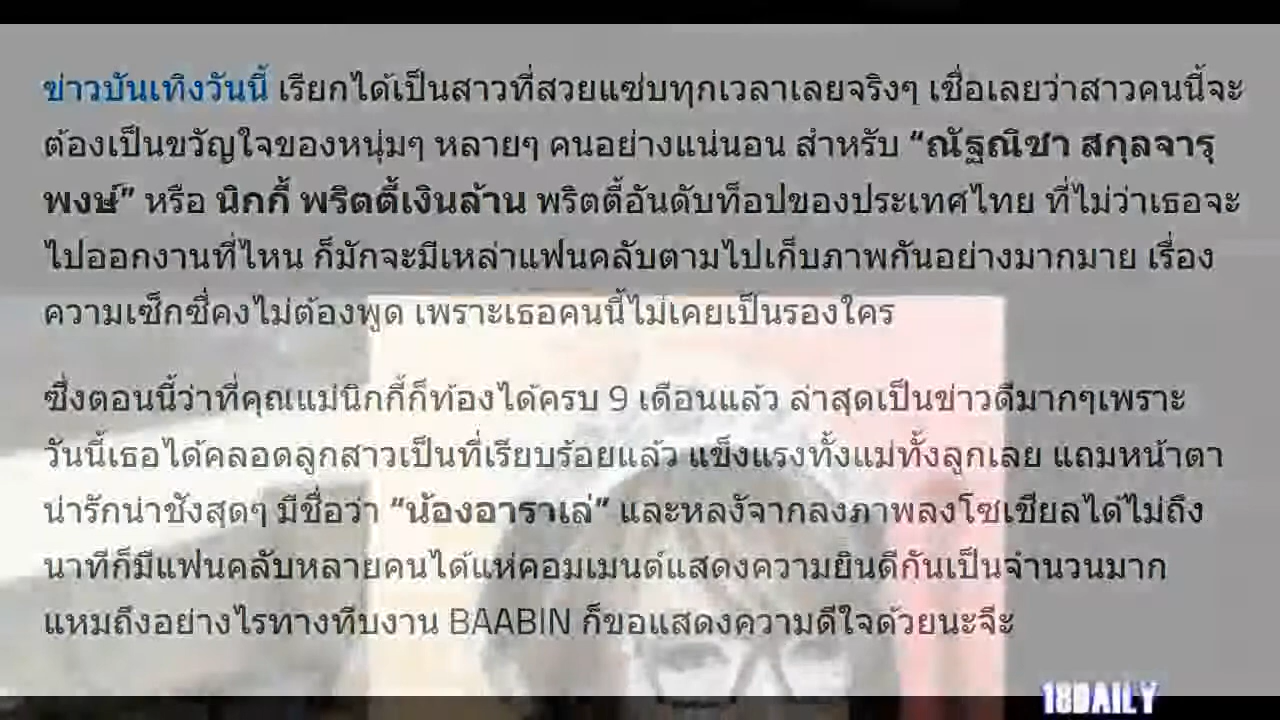 ข่าวบันเทิงวันนี้ เรียกได้เป็นสาวที่สวยแซ่บทุกเวลาเลยจริงๆ เชื่อเลยว่าสาวคนนี้จะ
ต้องเป็นขวัญใจของหนุ่มๆ หลายๆ คนอย่างแน่นอน สำหรับ “ณัฐณิชา สกุลจารุ
พงษ์” หรือ นิกกี้ พริตตี้เงินล้าน พริตตี้อันดับท็อปของประเทศไทย ที่ไม่ว่าเธอจะ
ไปออกงานที่ไหน ก็มักจะมีเหล่าแฟนคลับตามไปเก็บภาพกันอย่างมากมาย เรื่อง
ความเซ็กซี่คงไม่ต้องพูด เพราะเธอคนนี้ไม่เคยเป็นรองใคร
ซึ่งตอนนี้ว่าที่คุณแม่นิกกี้ก็ท้องได้ครบ 9 เดือนแล้ว ล่าสุดเป็นข่าวดีมากๆเพราะ
วันนี้เธอได้คลอดลูกสาวเป็นที่เรียบร้อยแล้ว แข็งแรงทั้งแม่ทั้งลูกเลย แถมหน้าตา
น่ารักน่าชังสุดๆ มีชื่อว่า “น้องอาราเล่” และหลงัจากลงภาพลงโซเชียลได้ไม่ถึง
นาทีก็มีแฟนคลับหลายคนได้แห่คอมเมนต์แสดงความยินดีกันเป็นจำนวนมาก
แหมถึงอย่างไรทางทีบงาน BAABIN ก็ขอแสดงความดีใจด้วยนะจีะ
18DAILY